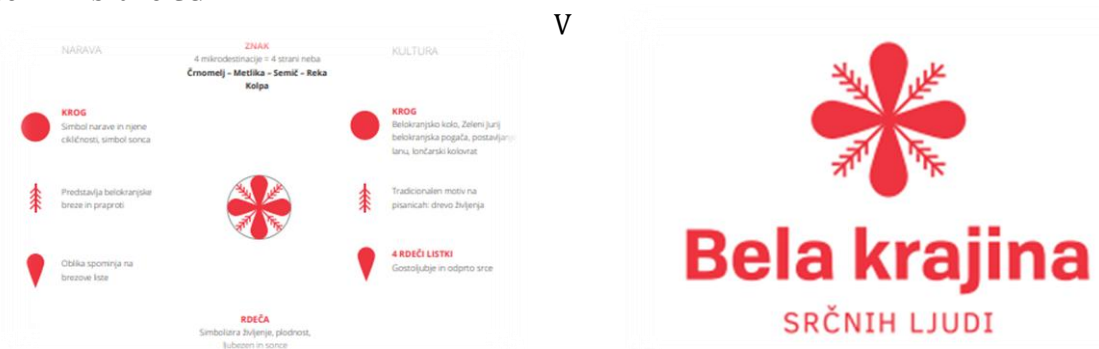 V
NARAVA
ZNAK
4 mikrodestinacije = 4 strani neba
Črnomelj – Metlika – Semič – Reka
Kolpa
KULTURA
KROG
Simbol narave in njene
cikličnosti, simbol sonca
Predstavlja belokranjske
breze in praproti
Oblika spominja na
brezove liste
KROG
Belokranjsko kolo, Zeleni Jurij
belokranjska pogača, postavljanje
lanu, lončarski kolovrat
Tradicionalen motiv na
pisanicah: drevo življenja
4 RDEČI LISTKI
Gostoljubje in odprto srce
RDEČA
Simbolizira življenje, plodnost,
ljubezen in sonce
Bela krajina
SRČNIH LJUDI